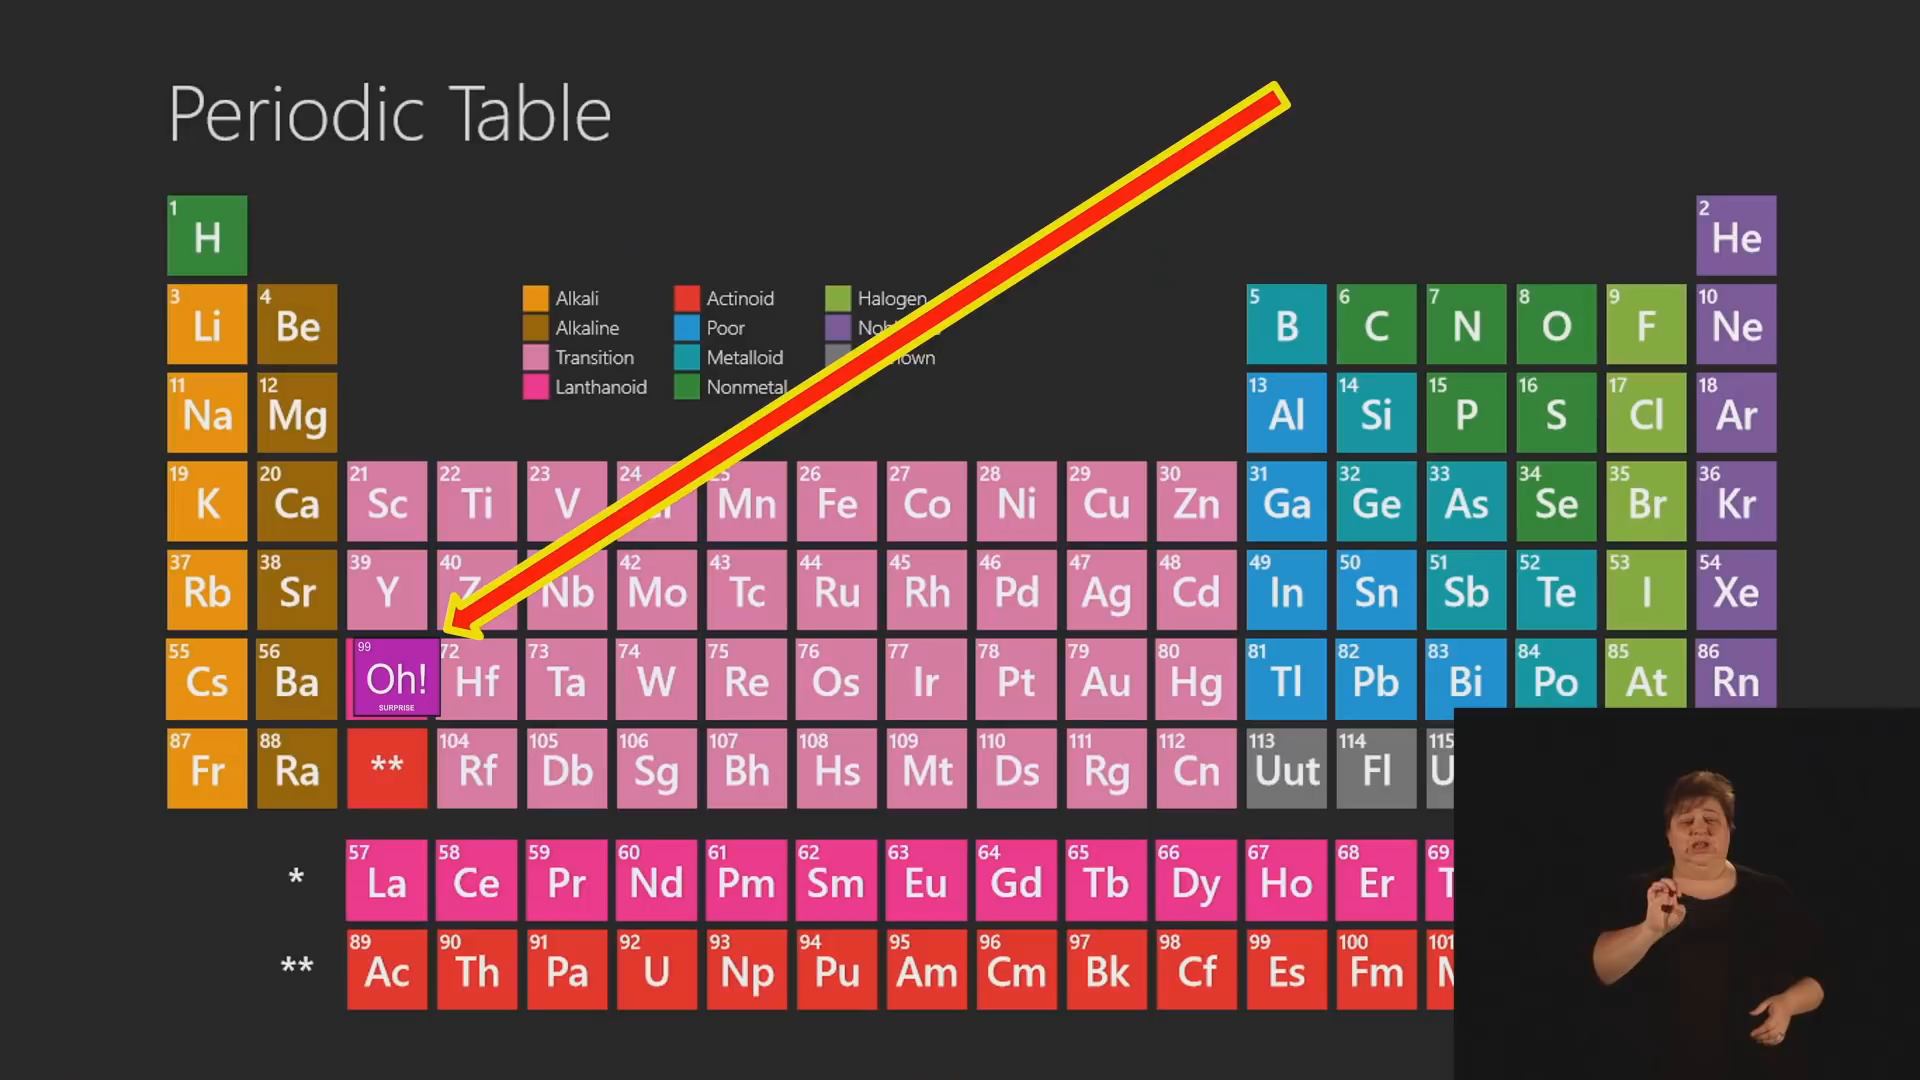 Periodic Table
1 H
2 He
Alkali Actinoid Halogen
Alkaline Poor
Transition Metalloid
Lanthanoid Nonmetal
3 Li 4 Be 5 B 6 C 7 N 8 O 9 F 10 Ne
11 Na 12 Mg 13 Al 14 Si 15 P 16 S 17 Cl 18 Ar
19 K 20 Ca 21 Sc 22 Ti 23 V 24 25 Mn 26 Fe 27 Co 28 Ni 29 Cu 30 Zn 31 Ga 32 Ge 33 As 34 Se 35 Br 36 Kr
37 Rb 38 Sr 39 Y 40 Nb 42 Mo 43 Tc 44 Ru 45 Rh 46 Pd 47 Ag 48 Cd 49 In 50 Sn 51 Sb 52 Te 53 I 54 Xe
55 Cs 56 Ba 99 Oh! SURPRISE 72 Hf 73 Ta 74 W 75 Re 76 Os 77 Ir 78 Pt 79 Au 80 Hg 81 Tl 82 Pb 83 Bi 84 Po 85 At 86 Rn
87 Fr 88 Ra ** 104 Rf 105 Db 106 Sg 107 Bh 108 Hs 109 Mt 110 Ds 111 Rg 112 Cn 113 Uut 114 Fl 115
* 57 La 58 Ce 59 Pr 60 Nd 61 Pm 62 Sm 63 Eu 64 Gd 65 Tb 66 Dy 67 Ho 68 Er 69
** 89 Ac 90 Th 91 Pa 92 U 93 Np 94 Pu 95 Am 96 Cm 97 Bk 98 Cf 99 Es 100 Fm 101